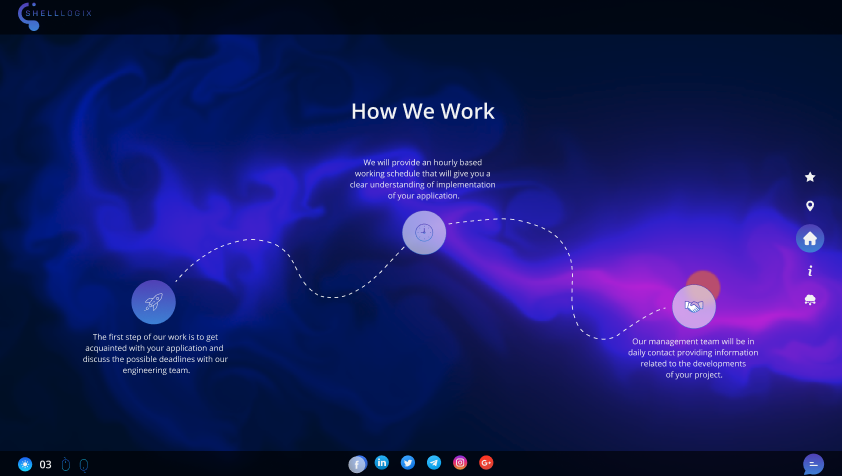 SHELLLOGIX
How We Work
We will provide an hourly based
working schedule that will give you a
clear understanding of implementation
of your application.
The first step of our work is to get
acquainted with your application and
discuss the possible deadlines with our
engineering team.
Our management team will be in
daily contact providing information
related to the developments
of your project.
03